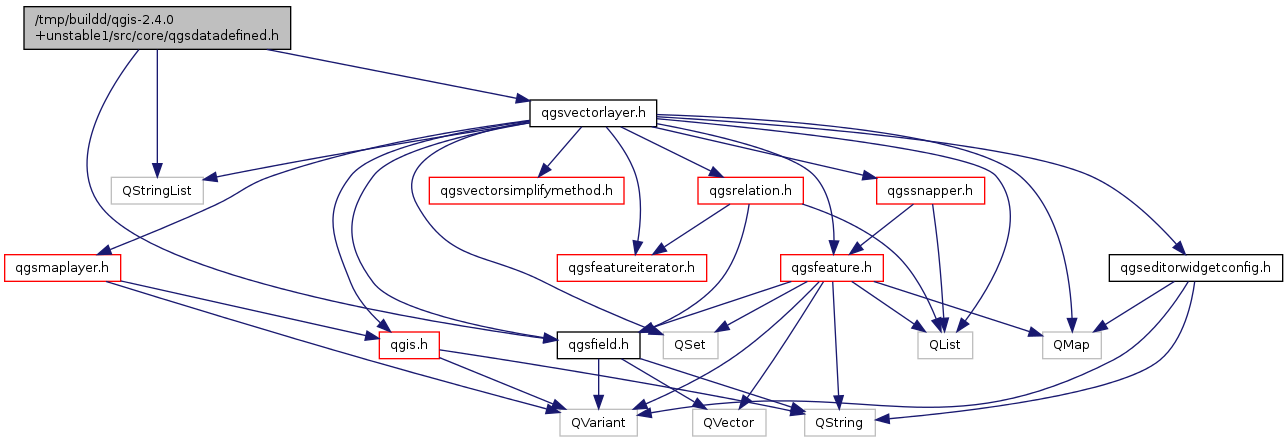 /tmp/buildd/qgis-2.4.0
+unstable1/src/core/qgsdatadefined.h
qgsvectorlayer.h
QStringList
qgsvectorsimplifymethod.h
qgsrelation.h
qgssnapper.h
qgsmaplayer.h
qgsfeatureiterator.h
qgsfeature.h
qgseditorwidgetconfig.h
qgis.h
qgsfield.h
QSet
QList
QMap
QVariant
QVector
QString